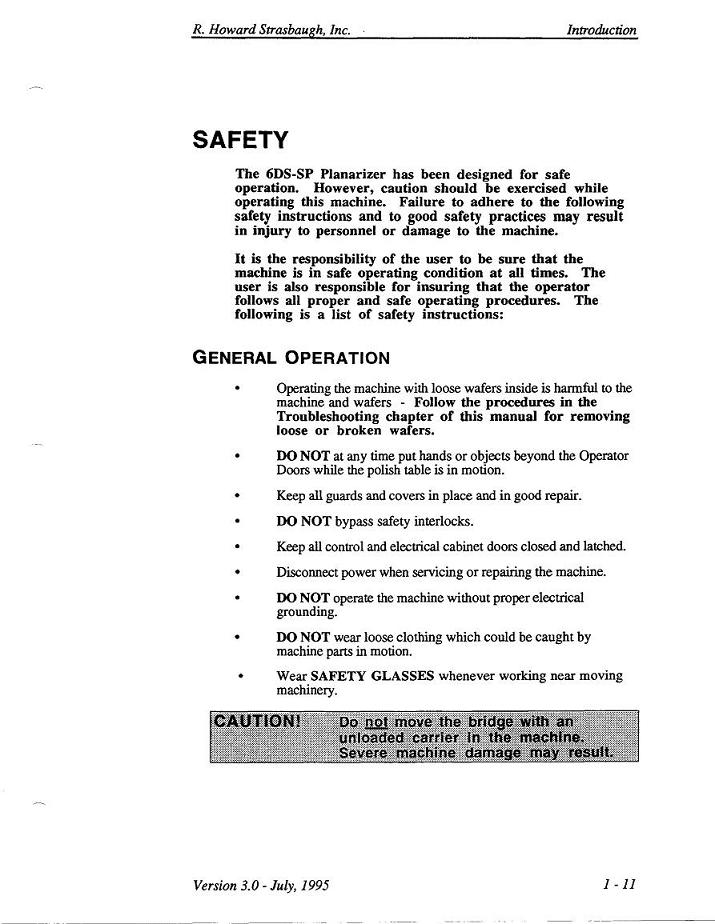 R. Howard Strasbaugh, Inc. Introduction
SAFETY
The 6DS-SP Planarizer has been designed for safe
operation. However, caution should be exercised while
operating this machine. Failure to adhere to the following
safety instructions and to good safety practices may result
in injury to personnel or damage to the machine.
It is the responsibility of the user to be sure that the
machine is in safe operating condition at all times. The
user is also responsible for insuring that the operator
follows all proper and safe operating procedures. The
following is a list of safety instructions:
GENERAL OPERATION
• Operating the machine with loose wafers inside is harmful to the
machine and wafers - Follow the procedures in the
Troubleshooting chapter of this manual for removing
loose or broken wafers.
• DO NOT at any time put hands or objects beyond the Operator
Doors while the polish table is in motion.
• Keep all guards and covers in place and in good repair.
• DO NOT bypass safety interlocks.
• Keep all control and electrical cabinet doors closed and latched.
• Disconnect power when servicing or repairing the machine.
• DO NOT operate the machine without proper electrical
grounding.
• DO NOT wear loose clothing which could be caught by
machine parts in motion.
• Wear SAFETY GLASSES whenever working near moving
machinery.
CAUTION! Do not move the bridge with an
unloaded carrier in the machine.
Severe machine damage may result.
Version 3.0 - July, 1995 1 - 11